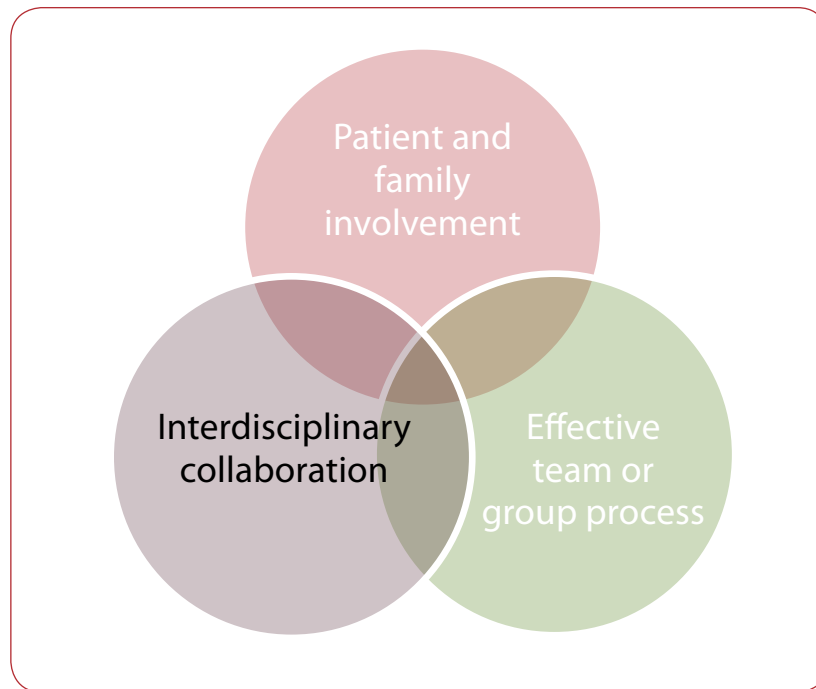 Patient and
family
involvement
Interdisciplinary
collaboration
Effective
team or
group process